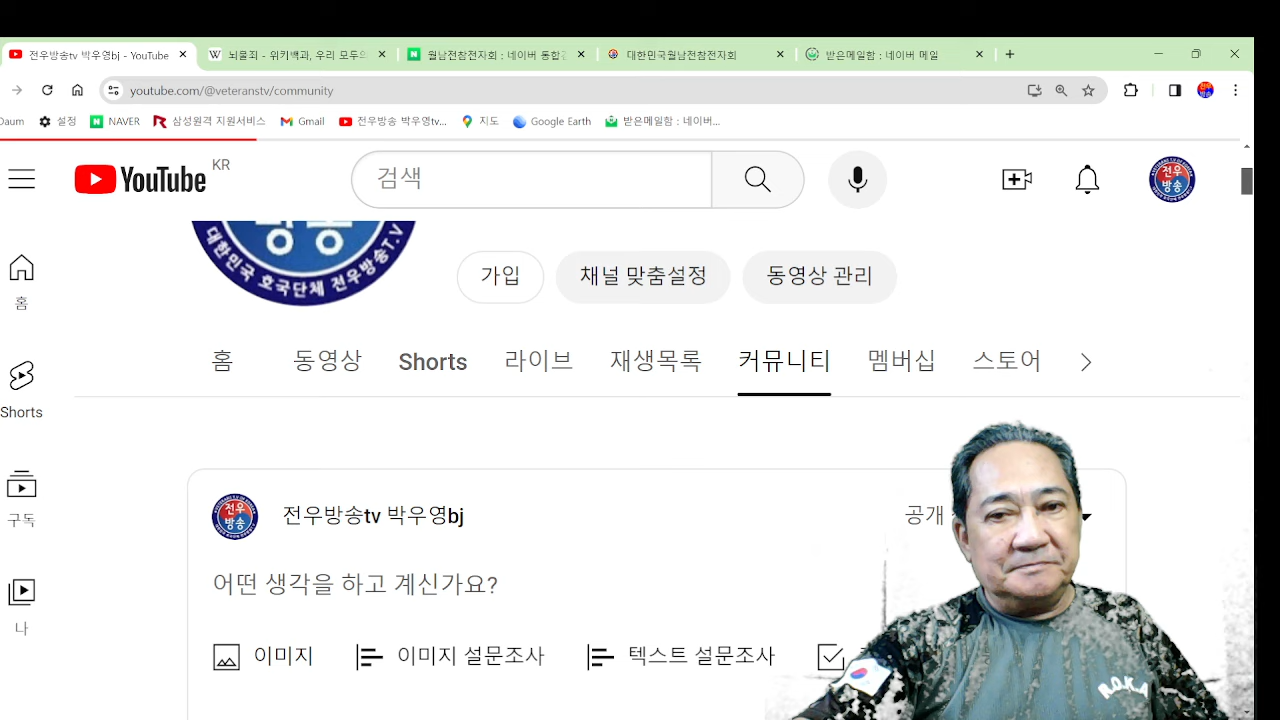 전우방송tv 박우영bj - YouTube
뇌물죄 - 위키백과, 우리 모두의
월남전참전자회 : 네이버 통합검
대한민국월남전참전자회
받은메일함 : 네이버 메일
youtube.com/@veteranstv/community
Daum
설정
NAVER
삼성원격 지원서비스
Gmail
전우방송 박우영tv...
지도
Google Earth
받은메일함 : 네이버...
YouTube KR
검색
전우
방송
대한민국 호국단체 전우방송T.V
가입
채널 맞춤설정
동영상 관리
홈
동영상
Shorts
라이브
재생목록
커뮤니티
멤버십
스토어
홈
Shorts
구독
나
전우
방송
전우방송tv 박우영bj
공개
어떤 생각을 하고 계신가요?
이미지
이미지 설문조사
텍스트 설문조사
R.O.K.A